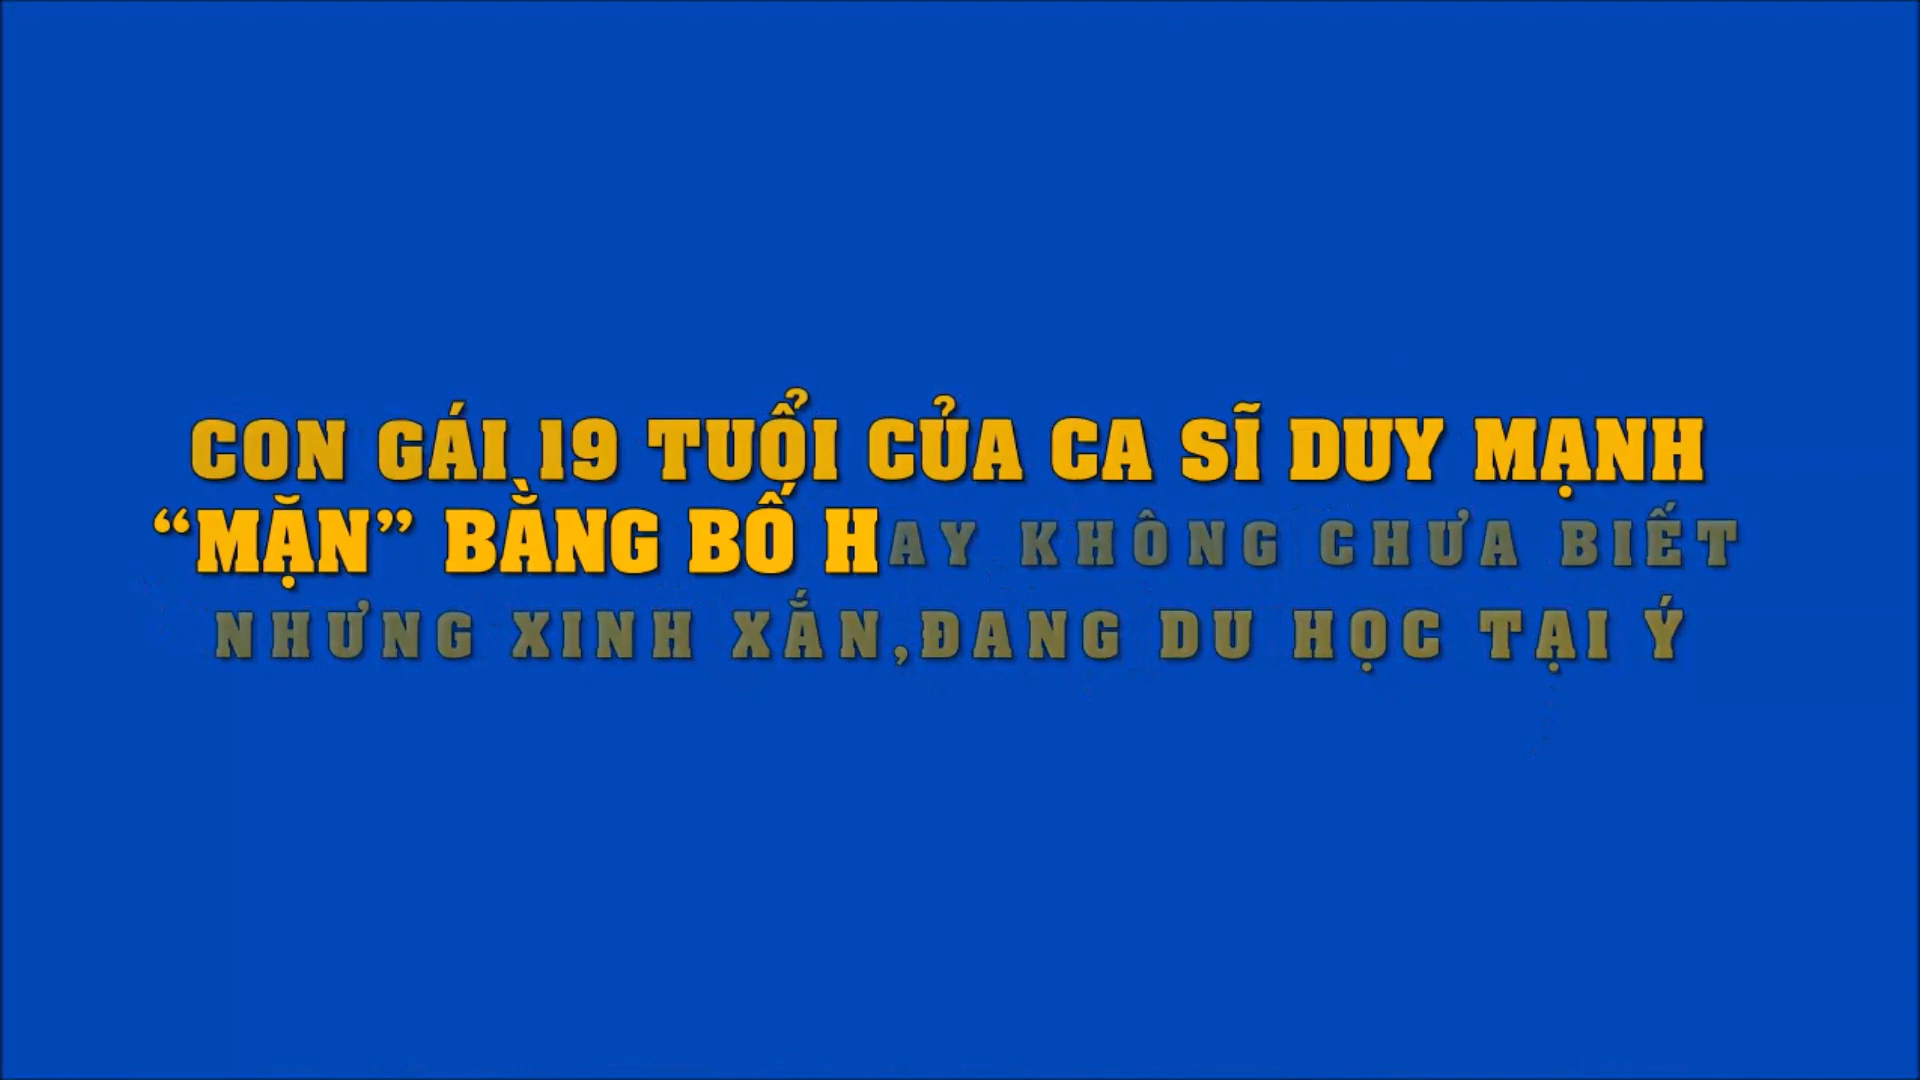 CON GÁI 19 TUỔI CỦA CA SĨ DUY MẠNH
“MẶN” BẰNG BỐ HAY KHÔNG CHƯA BIẾT
NHƯNG XINH XẮN,ĐANG DU HỌC TẠI Ý